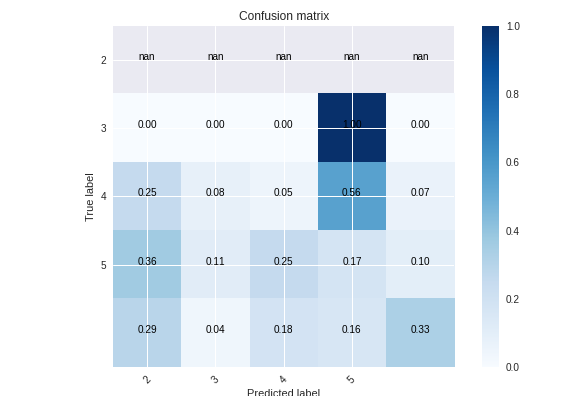 Confusion matrix
2 nan nan nan nan nan
3 0.00 0.00 0.00 1.00 0.00
4 0.25 0.08 0.05 0.56 0.07
5 0.36 0.11 0.25 0.17 0.10
0.29 0.04 0.18 0.16 0.33
2 3 4 5
True label
Predicted label
1.0
0.8
0.6
0.4
0.2
0.0